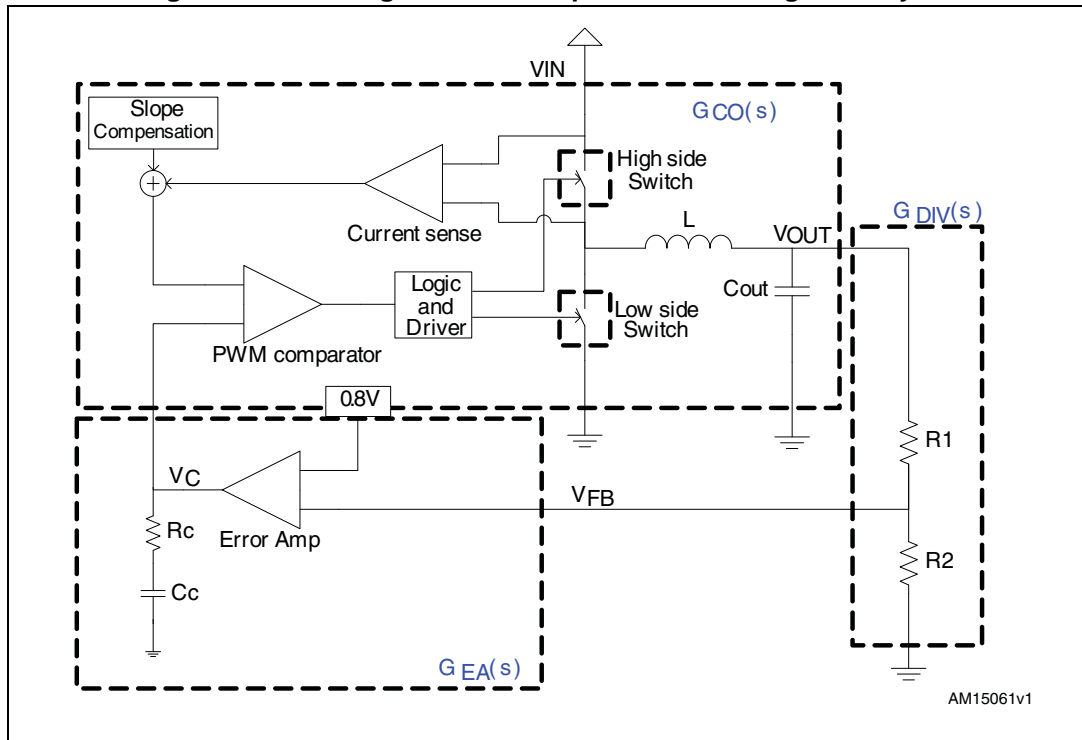 VIN
Slope
Compensation
GCO(s)
+
High side
Switch
Current sense
GDIV(s)
L
VOUT
Logic
and
Driver
Cout
Low side
Switch
PWM comparator
0.8V
R1
VC
VFB
Rc
Error Amp
R2
Cc
GEA(s)
AM15061v1